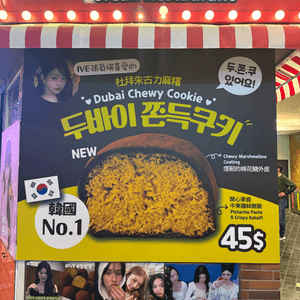 IVE張員瑛喜愛的
두.쫀.쿠
있어요!
杜拜朱古力麻糬
Dubai Chewy Cookie
두바이 쫀득쿠키
NEW
Chewy Marshmallow
Coating
煙韌的棉花糖外皮
韓國
No.1
開心果醬
中東麵絲脆脆
Pistachio Paste
& Crispy Kataifi
45$